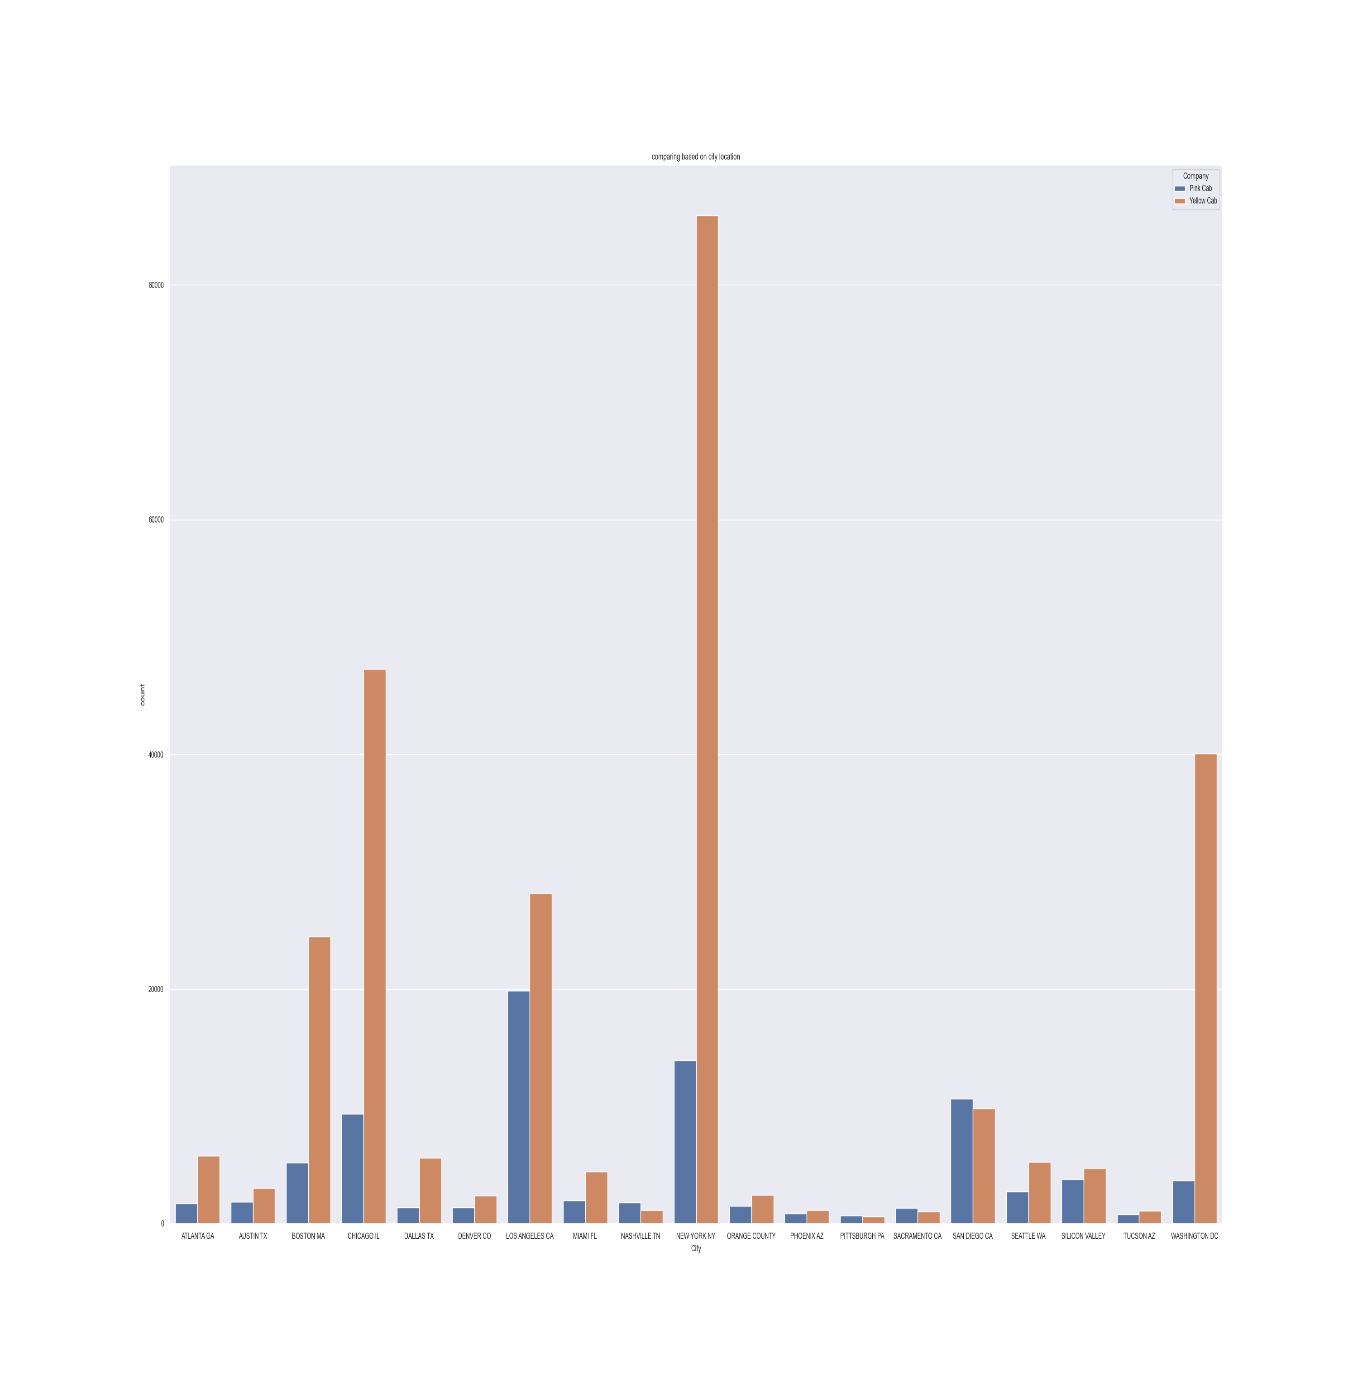 comparing based on city location
Company
Pink Cab
Yellow Cab
80000
60000
40000
20000
0
count
ATLANTA GA
AUSTIN TX
BOSTON MA
CHICAGO IL
DALLAS TX
DENVER CO
LOS ANGELES CA
MIAMI FL
NASHVILLE TN
NEW YORK NY
ORANGE COUNTY
PHOENIX AZ
PITTSBURGH PA
SACRAMENTO CA
SAN DIEGO CA
SEATTLE WA
SILICON VALLEY
TUCSON AZ
WASHINGTON DC
City